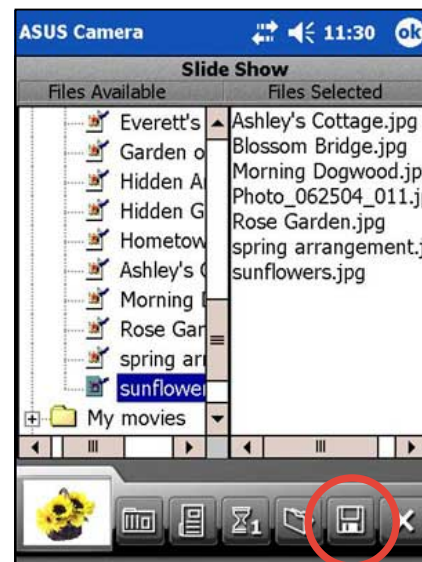 ASUS Camera 11:30 ok
Slide Show
Files Available Files Selected
Everett's
Garden o
Hidden A
Hidden G
Hometow
Ashley's
Morning
Rose Gar
spring arr
sunflower
My movies
Ashley's Cottage.jpg
Blossom Bridge.jpg
Morning Dogwood.jp
Photo_062504_011.j
Rose Garden.jpg
spring arrangement.j
sunflowers.jpg
1